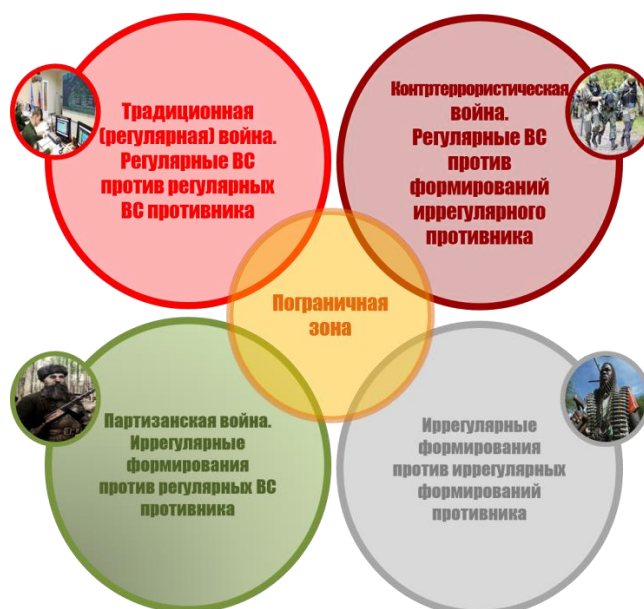 Традиционная
(регулярная) война.
Регулярные ВС
против регулярных
ВС противника
Контртеррористическая
война.
Регулярные ВС
против
формирований
иррегулярного
противника
Пограничная
зона
Партизанская война.
Иррегулярные
формирования
против регулярных ВС
противника
Иррегулярные
формирования
против иррегулярных
формирований
противника